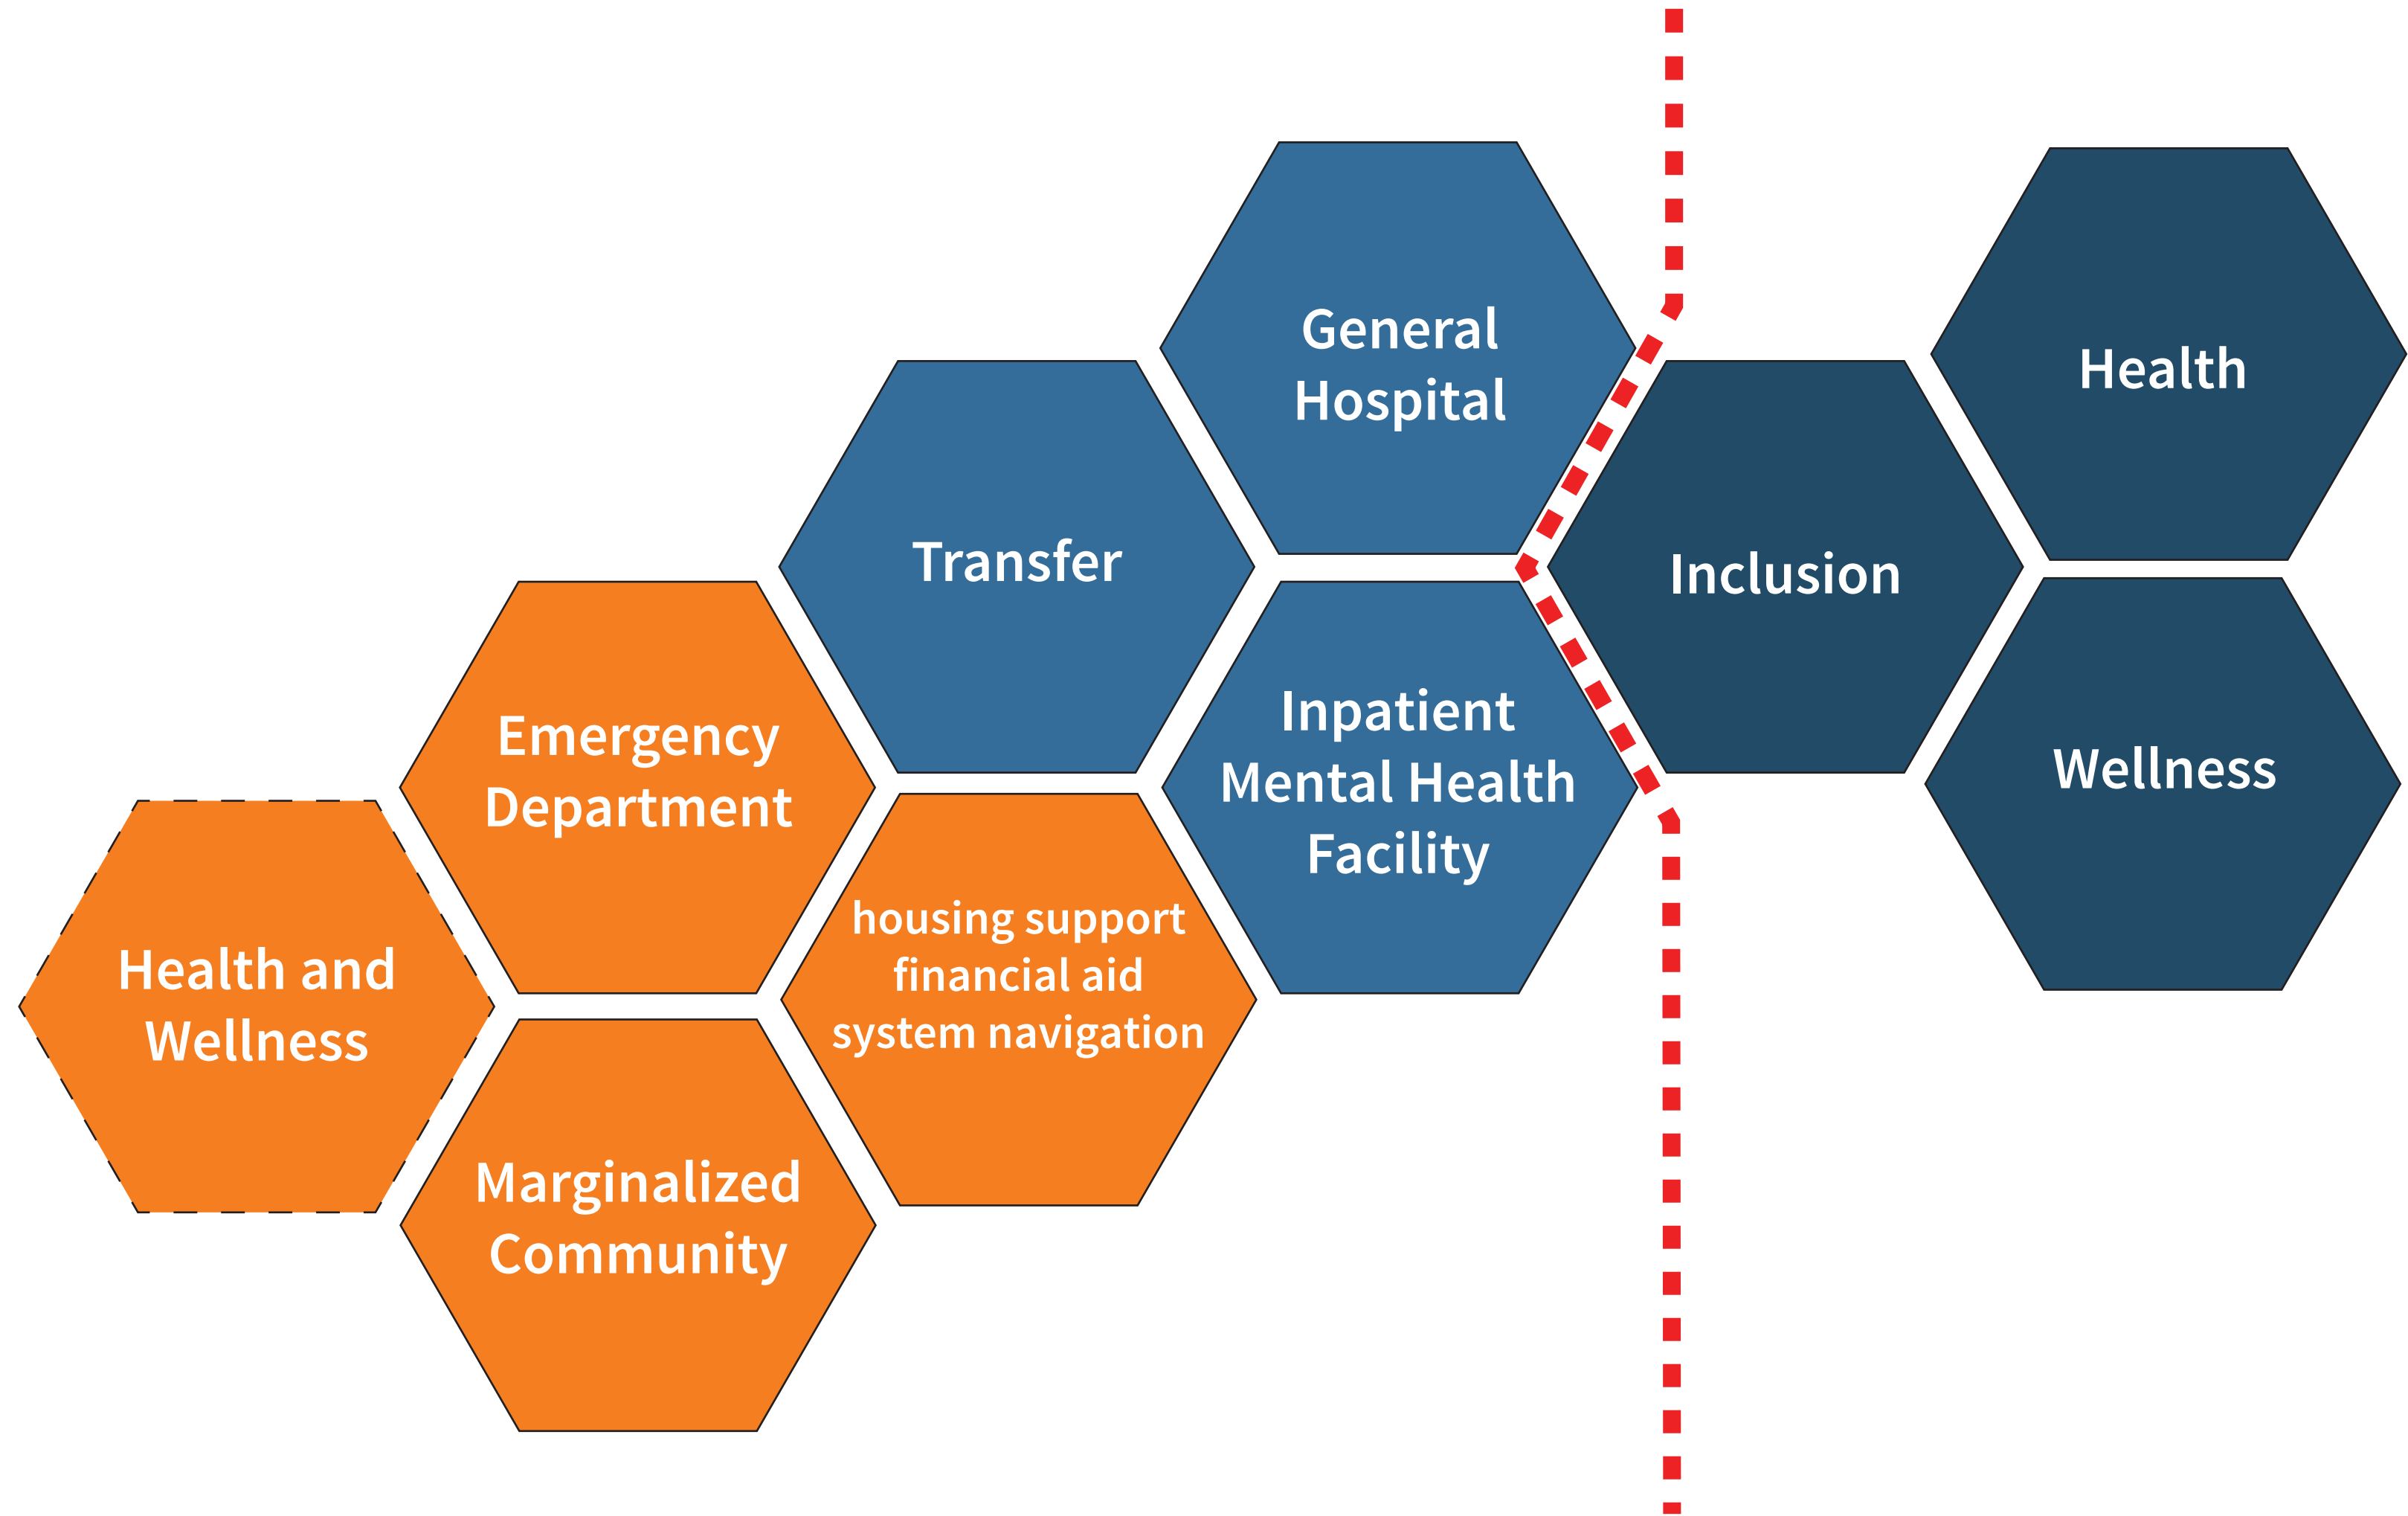 General
Hospital
Health
Transfer
Inclusion
Emergency
Department
Inpatient
Mental Health
Facility
Wellness
housing support
financial aid
system navigation
Health and
Wellness
Marginalized
Community